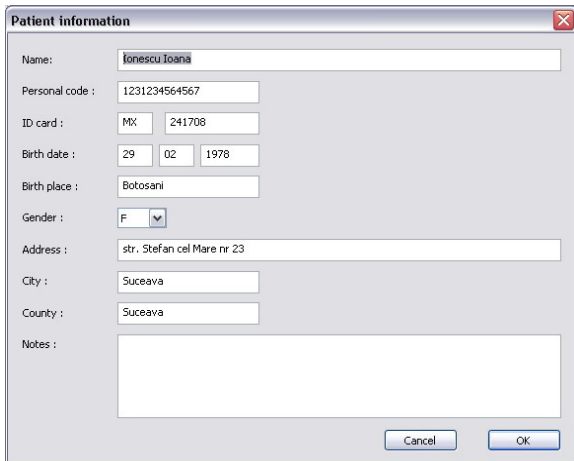 Patient information
Name: Ionescu Ioana
Personal code : 1231234564567
ID card : MX 241708
Birth date : 29 02 1978
Birth place : Botosani
Gender : F
Address : str. Stefan cel Mare nr 23
City : Suceava
County : Suceava
Notes :
Cancel OK